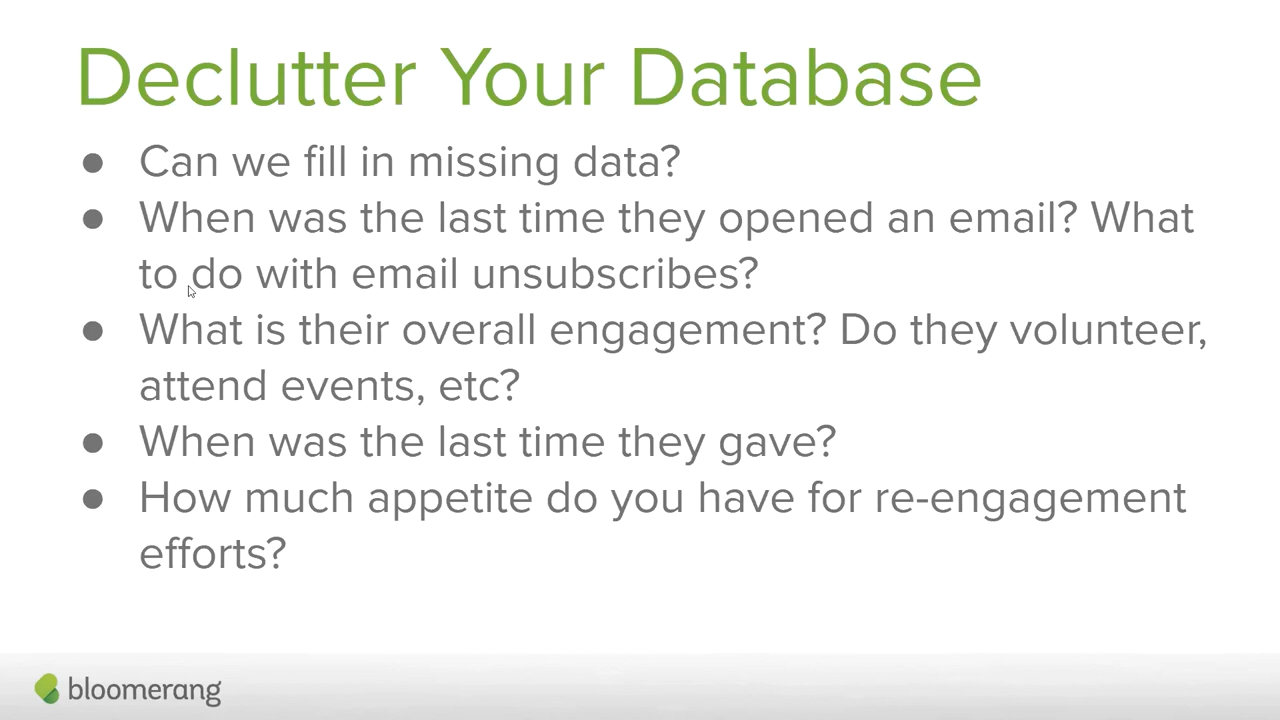 Declutter Your Database
● Can we fill in missing data?
● When was the last time they opened an email? What
to do with email unsubscribes?
● What is their overall engagement? Do they volunteer,
attend events, etc?
● When was the last time they gave?
● How much appetite do you have for re-engagement
efforts?
bloomerang